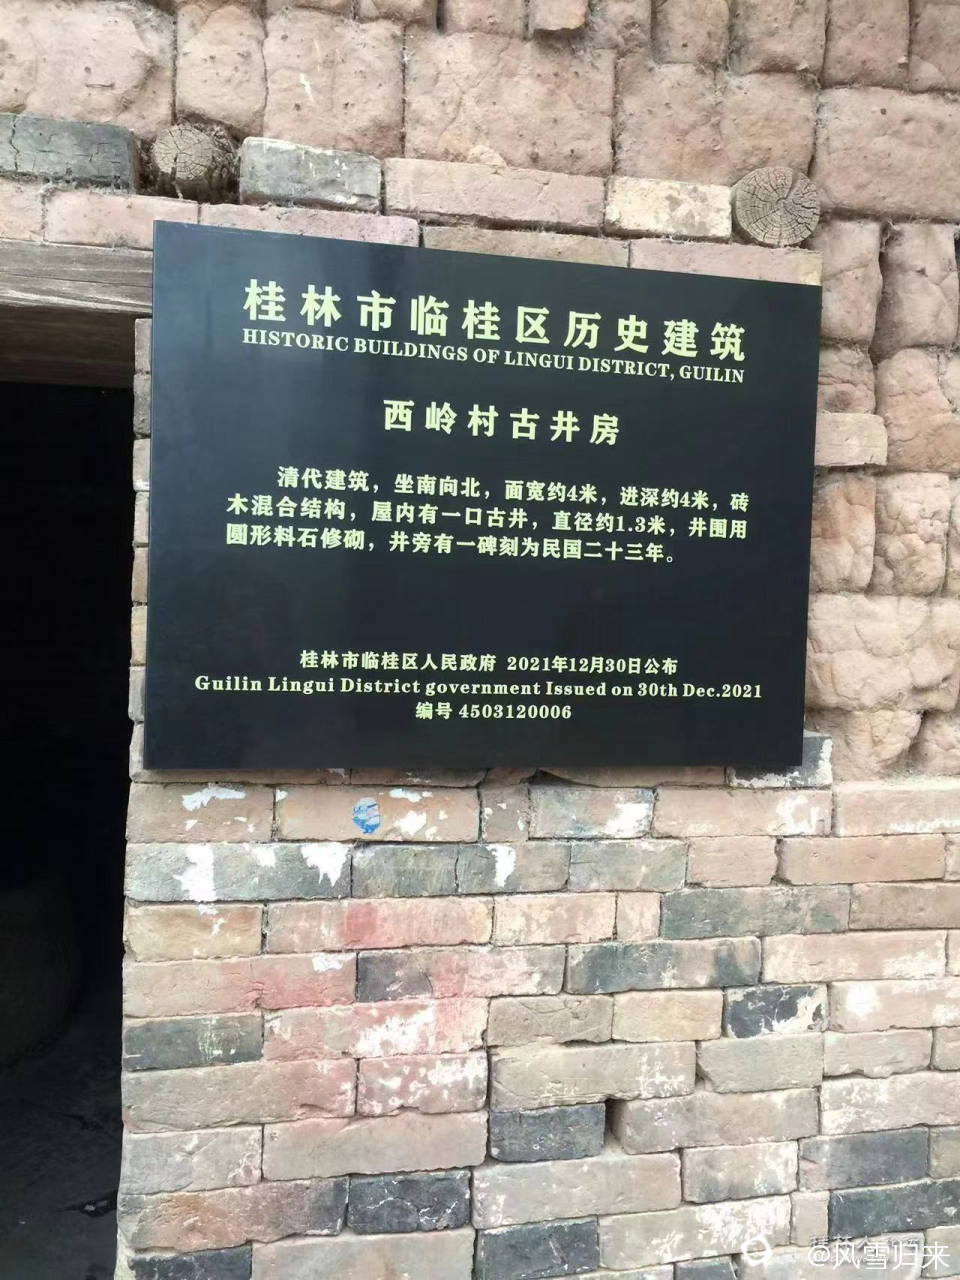 桂林市临桂区历史建筑
HISTORIC BUILDINGS OF LINGUI DISTRICT, GUILIN
西岭村古井房
清代建筑，坐南向北，面宽约4米，进深约4米，砖
木混合结构，屋内有一口古井，直径约1.3米，井围用
圆形料石修砌，井旁有一碑刻为民国二十三年。
桂林市临桂区人民政府 2021年12月30日公布
Guilin Lingui District government Issued on 30th Dec.2021
编号 4503120006
@风雪归来